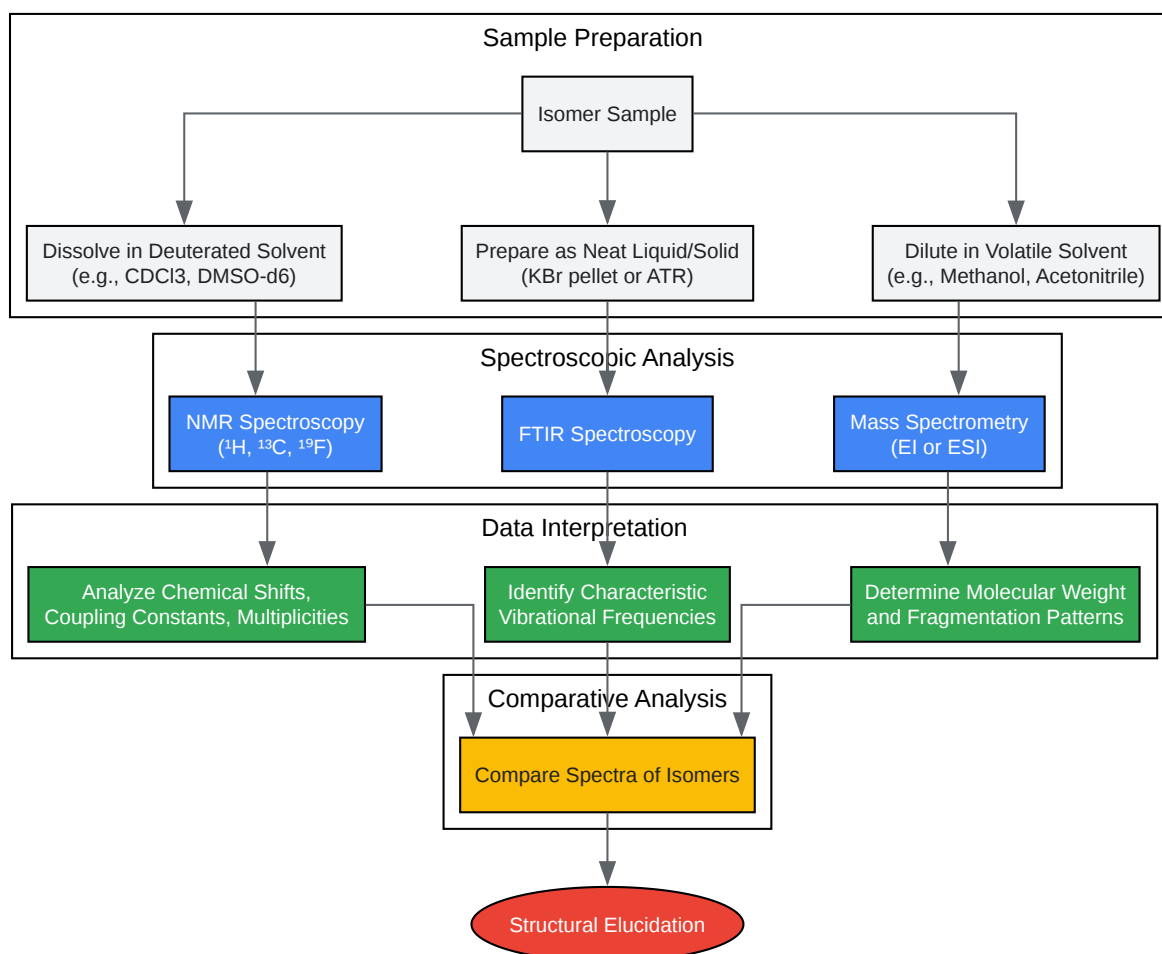 Sample Preparation
Isomer Sample
Dissolve in Deuterated Solvent
(e.g., CDCl3, DMSO-d6)
Prepare as Neat Liquid/Solid
(KBr pellet or ATR)
Dilute in Volatile Solvent
(e.g., Methanol, Acetonitrile)
Spectroscopic Analysis
NMR Spectroscopy
(¹H, ¹³C, ¹⁹F)
FTIR Spectroscopy
Mass Spectrometry
(EI or ESI)
Data Interpretation
Analyze Chemical Shifts,
Coupling Constants, Multiplicities
Identify Characteristic
Vibrational Frequencies
Determine Molecular Weight
and Fragmentation Patterns
Comparative Analysis
Compare Spectra of Isomers
Structural Elucidation